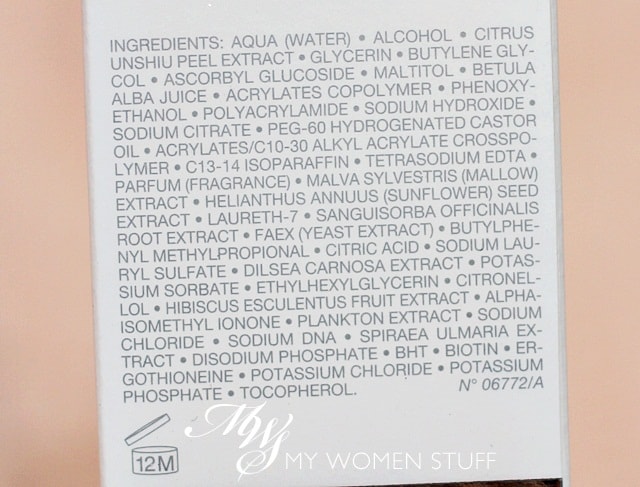 INGREDIENTS: AQUA (WATER) • ALCOHOL • CITRUS
UNSHIU PEEL EXTRACT • GLYCERIN • BUTYLENE GLY-
COL • ASCORBYL GLUCOSIDE • MALTITOL • BETULA
ALBA JUICE • ACRYLATES COPOLYMER • PHENOXY-
ETHANOL • POLYACRYLAMIDE • SODIUM HYDROXIDE •
SODIUM CITRATE • PEG-60 HYDROGENATED CASTOR
OIL • ACRYLATES/C10-30 ALKYL ACRYLATE CROSSPO-
LYMER • C13-14 ISOPARAFFIN • TETRASODIUM EDTA •
PARFUM (FRAGRANCE) • MALVA SYLVESTRIS (MALLOW)
EXTRACT • HELIANTHUS ANNUUS (SUNFLOWER) SEED
EXTRACT • LAURETH-7 • SANGUISORBA OFFICINALIS
ROOT EXTRACT • FAEX (YEAST EXTRACT) • BUTYLPHE-
NYL METHYLPROPIONAL • CITRIC ACID • SODIUM LAU-
RYL SULFATE • DILSEA CARNOSA EXTRACT • POTAS-
SIUM SORBATE • ETHYLHEXYLGLYCERIN • CITRONEL-
LOL • HIBISCUS ESCULENTUS FRUIT EXTRACT • ALPHA-
ISOMETHYL IONONE • PLANKTON EXTRACT • SODIUM
CHLORIDE • SODIUM DNA • SPIRAEA ULMARIA EX-
TRACT • DISODIUM PHOSPHATE • BHT • BIOTIN • ER-
GOTHIONEINE • POTASSIUM CHLORIDE • POTASSIUM
PHOSPHATE • TOCOPHEROL. N° 06772/A
12M
MWS MY WOMEN STUFF